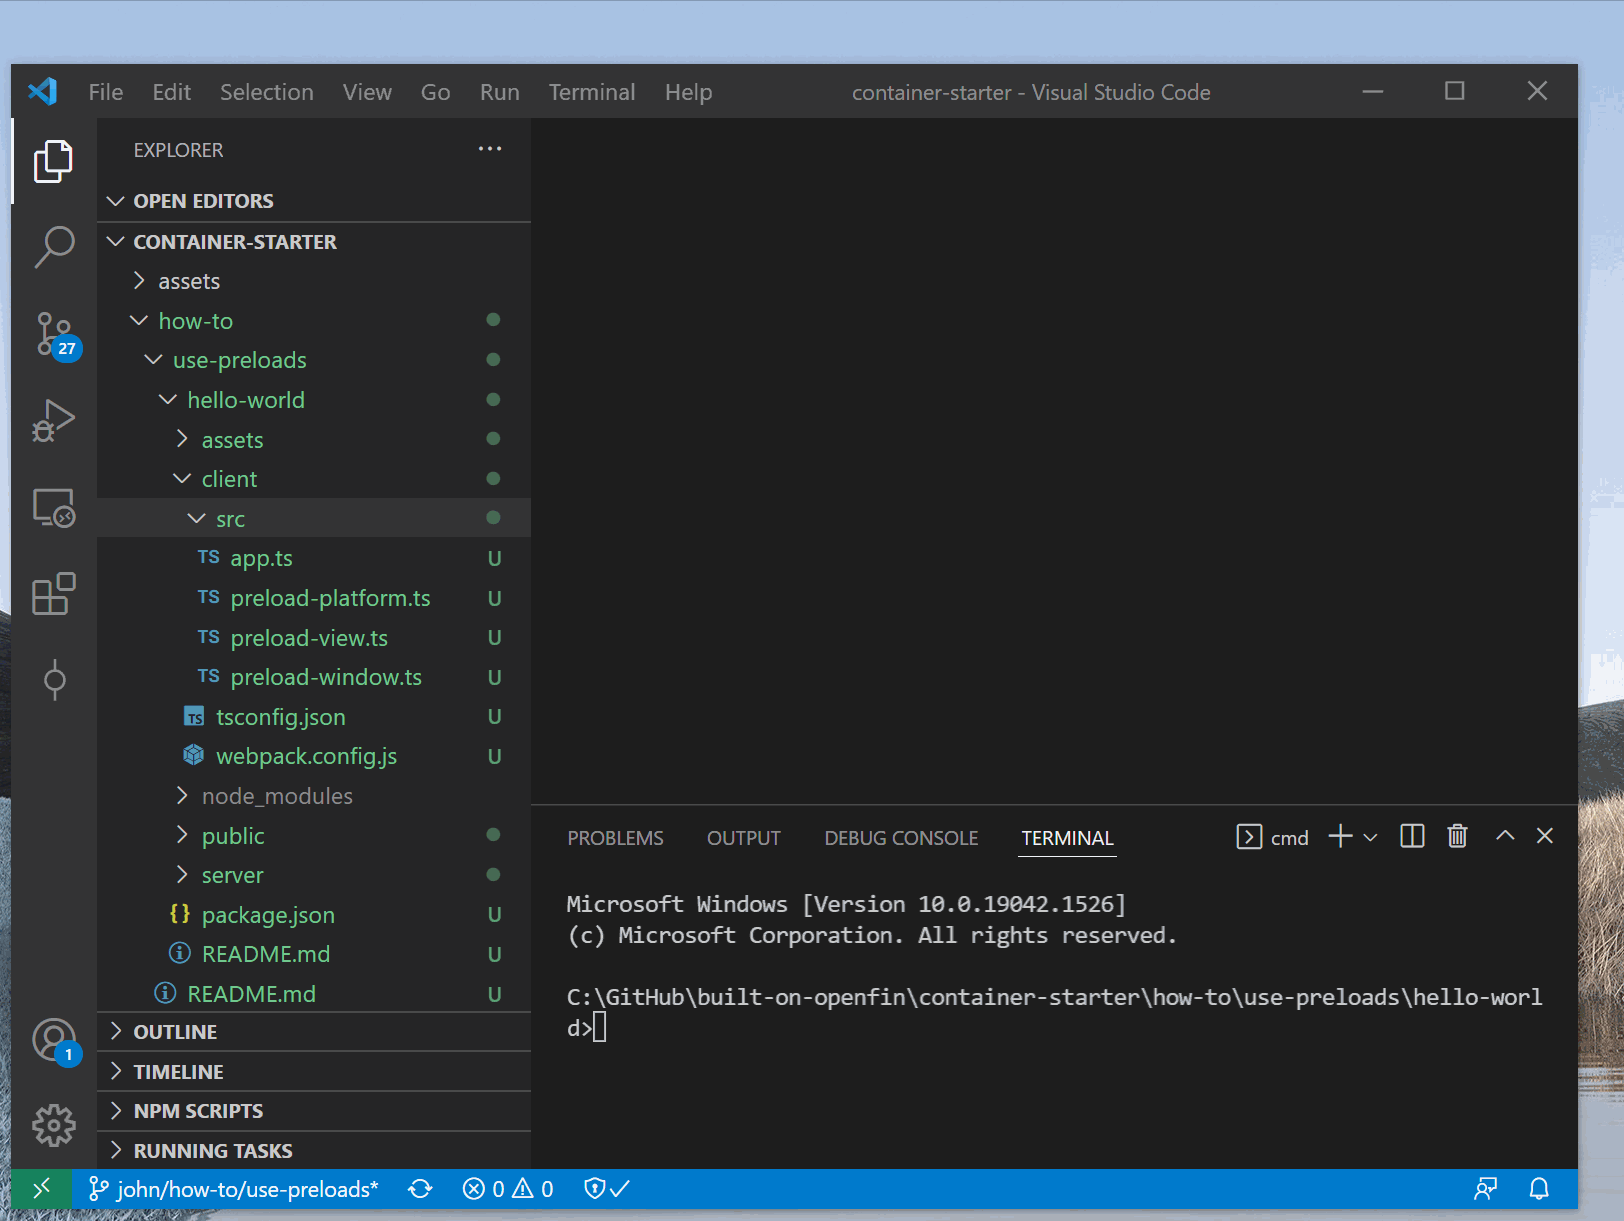 File Edit Selection View Go Run Terminal Help container-starter - Visual Studio Code
EXPLORER
OPEN EDITORS
CONTAINER-STARTER
assets
how-to
use-preloads
hello-world
assets
client
src
TS app.ts U
TS preload-platform.ts U
TS preload-view.ts U
TS preload-window.ts U
TS tsconfig.json U
webpack.config.js U
node_modules
public
server
{} package.json U
README.md U
README.md U
OUTLINE
TIMELINE
NPM SCRIPTS
RUNNING TASKS
27
1
PROBLEMS OUTPUT DEBUG CONSOLE TERMINAL cmd
Microsoft Windows [Version 10.0.19042.1526]
(c) Microsoft Corporation. All rights reserved.
C:\GitHub\built-on-openfin\container-starter\how-to\use-preloads\hello-worl
d>
john/how-to/use-preloads* 0 0